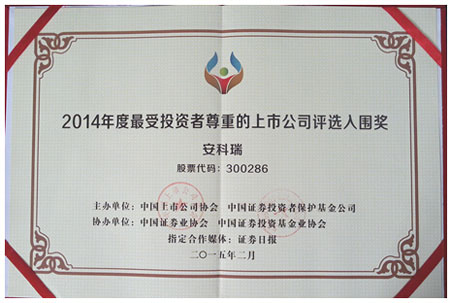 2014年度最受投资者尊重的上市公司评选入围奖
安科瑞
股票代码：300286
主办单位：中国上市公司协会 中国证券投资者保护基金公司
协办单位：中国证券业协会 中国证券投资基金业协会
指定合作媒体：证券日报
二〇一五年二月